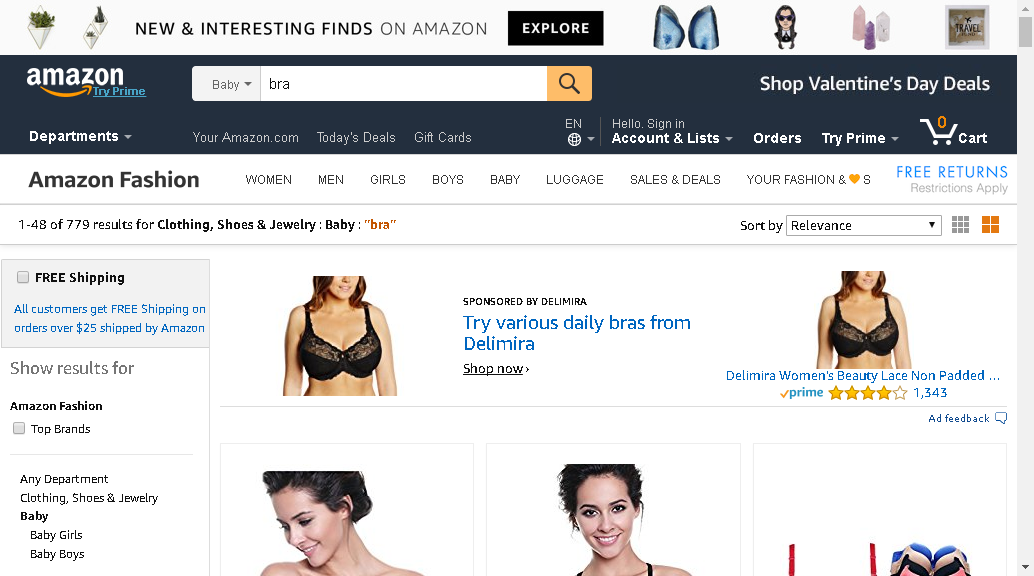 NEW & INTERESTING FINDS ON AMAZON EXPLORE
TRAVEL
amazon
Try Prime
Baby bra
Shop Valentine's Day Deals
Departments
Your Amazon.com Today's Deals Gift Cards
EN
Hello. Sign in
Account & Lists
Orders
Try Prime
0
Cart
Amazon Fashion
WOMEN MEN GIRLS BOYS BABY LUGGAGE SALES & DEALS YOUR FASHION & S
FREE RETURNS
Restrictions Apply
1-48 of 779 results for Clothing, Shoes & Jewelry : Baby : "bra"
Sort by Relevance
FREE Shipping
All customers get FREE Shipping on
orders over $25 shipped by Amazon
Show results for
Amazon Fashion
Top Brands
Any Department
Clothing, Shoes & Jewelry
Baby
Baby Girls
Baby Boys
SPONSORED BY DELIMIRA
Try various daily bras from
Delimira
Shop now ›
Delimira Women's Beauty Lace Non Padded ...
prime 1,343
Ad feedback